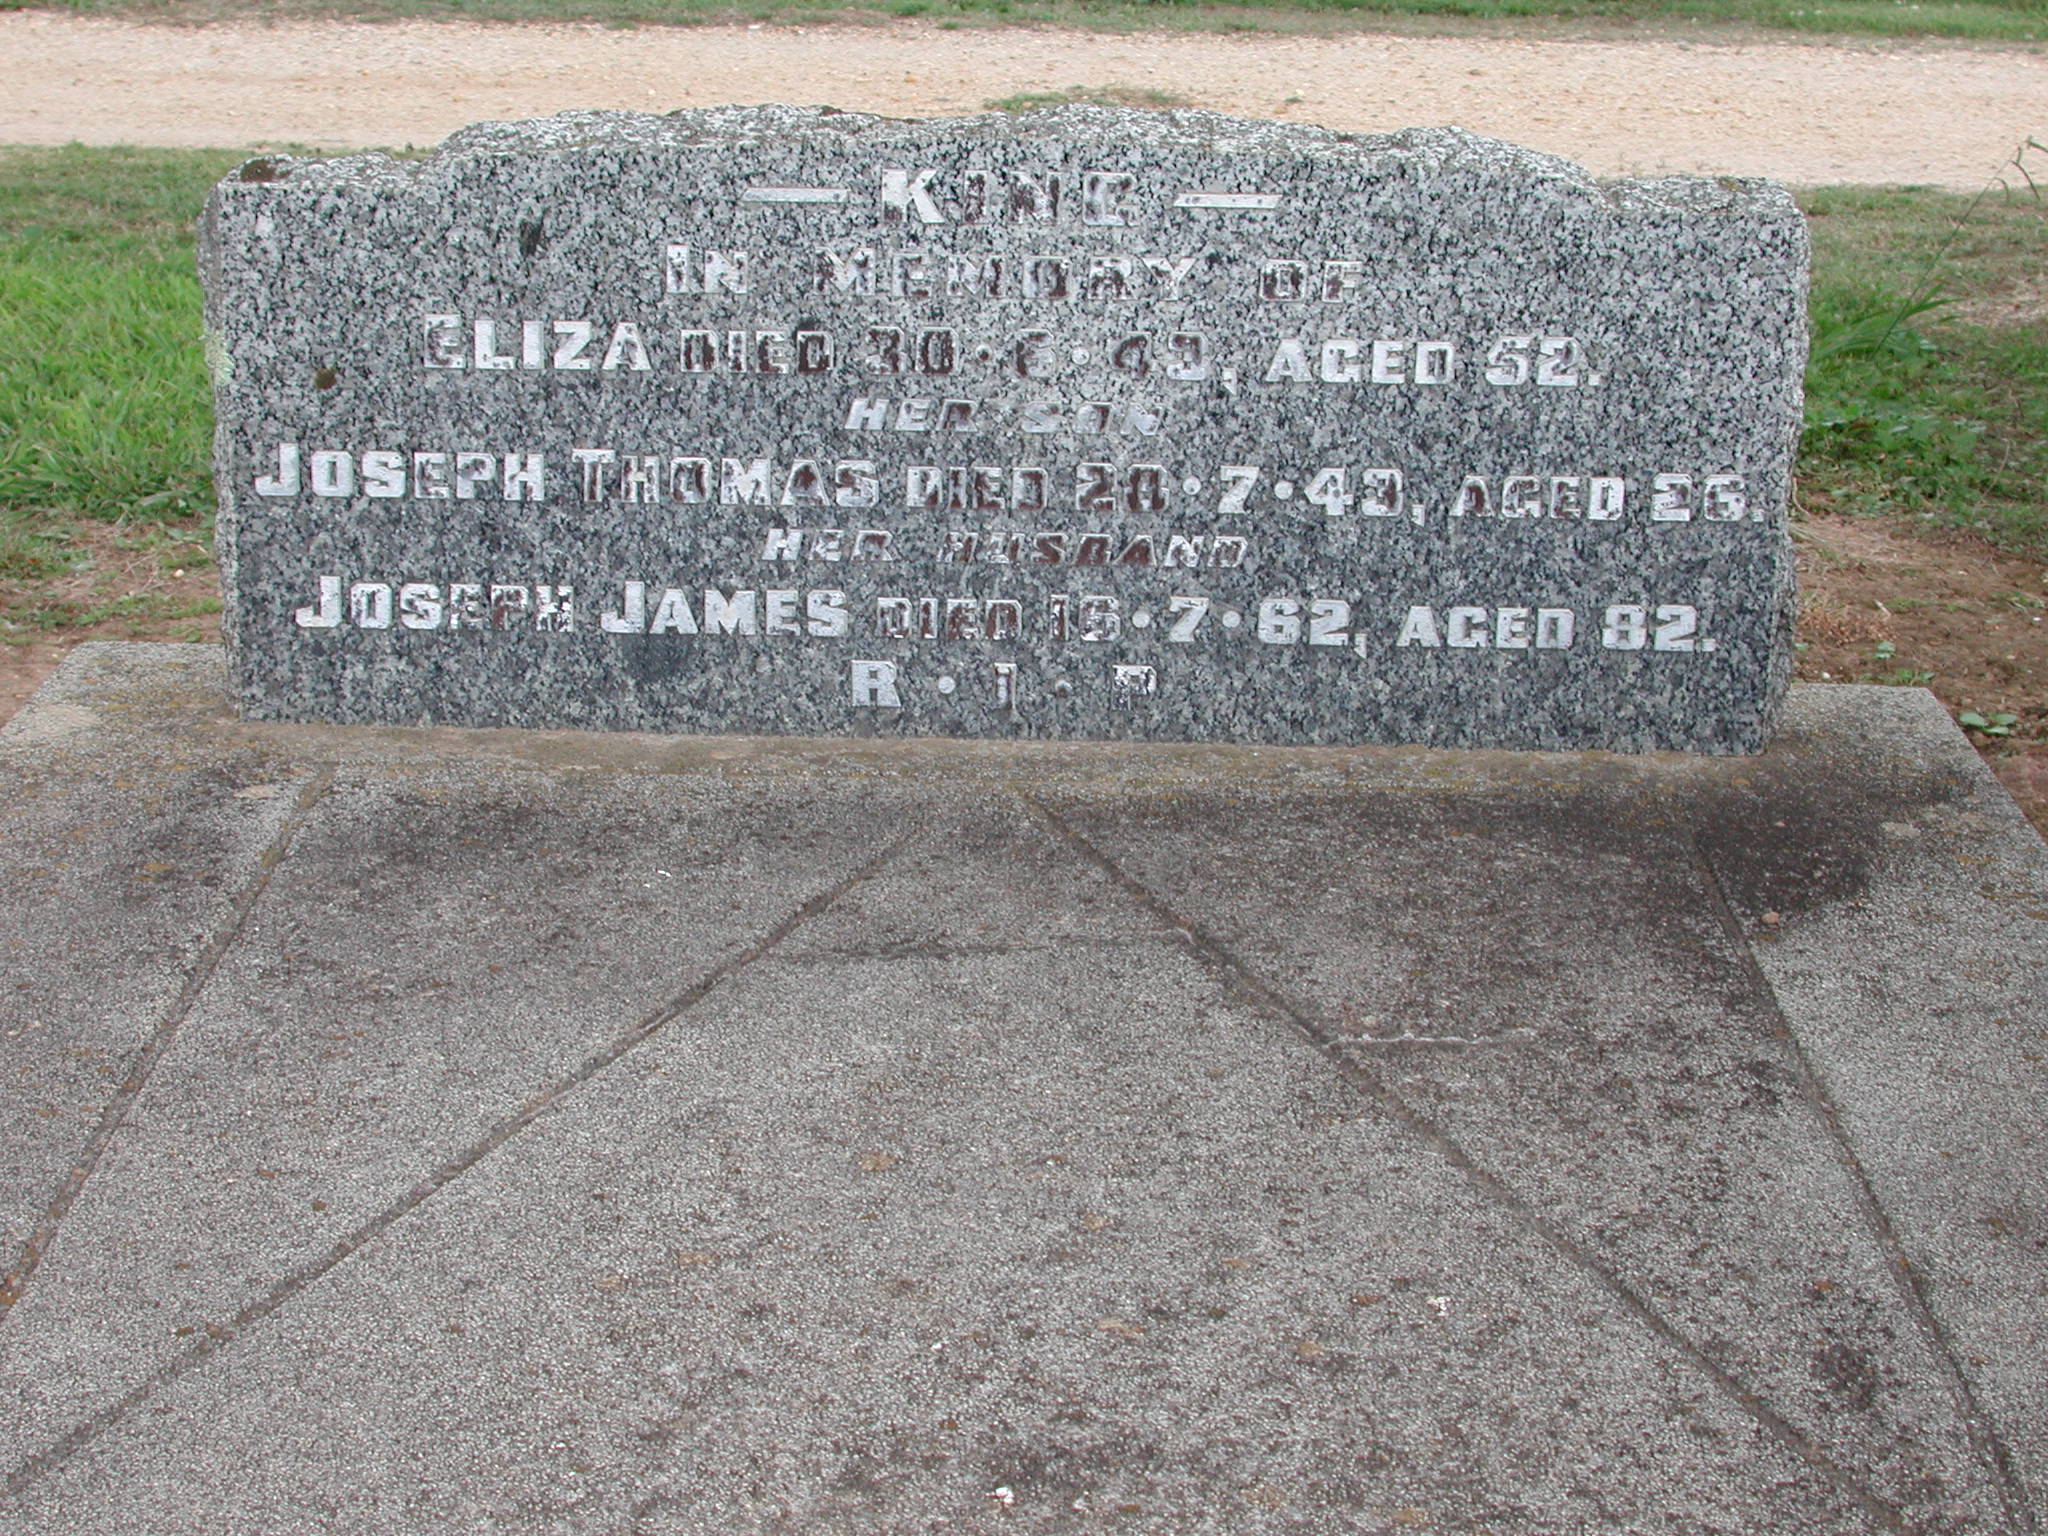 — KING —
IN MEMORY OF
ELIZA DIED 30·6·43, AGED 52.
HER SON
JOSEPH THOMAS DIED 20·7·43, AGED 26.
HER HUSBAND
JOSEPH JAMES DIED 16·7·62, AGED 82.
R·I·P